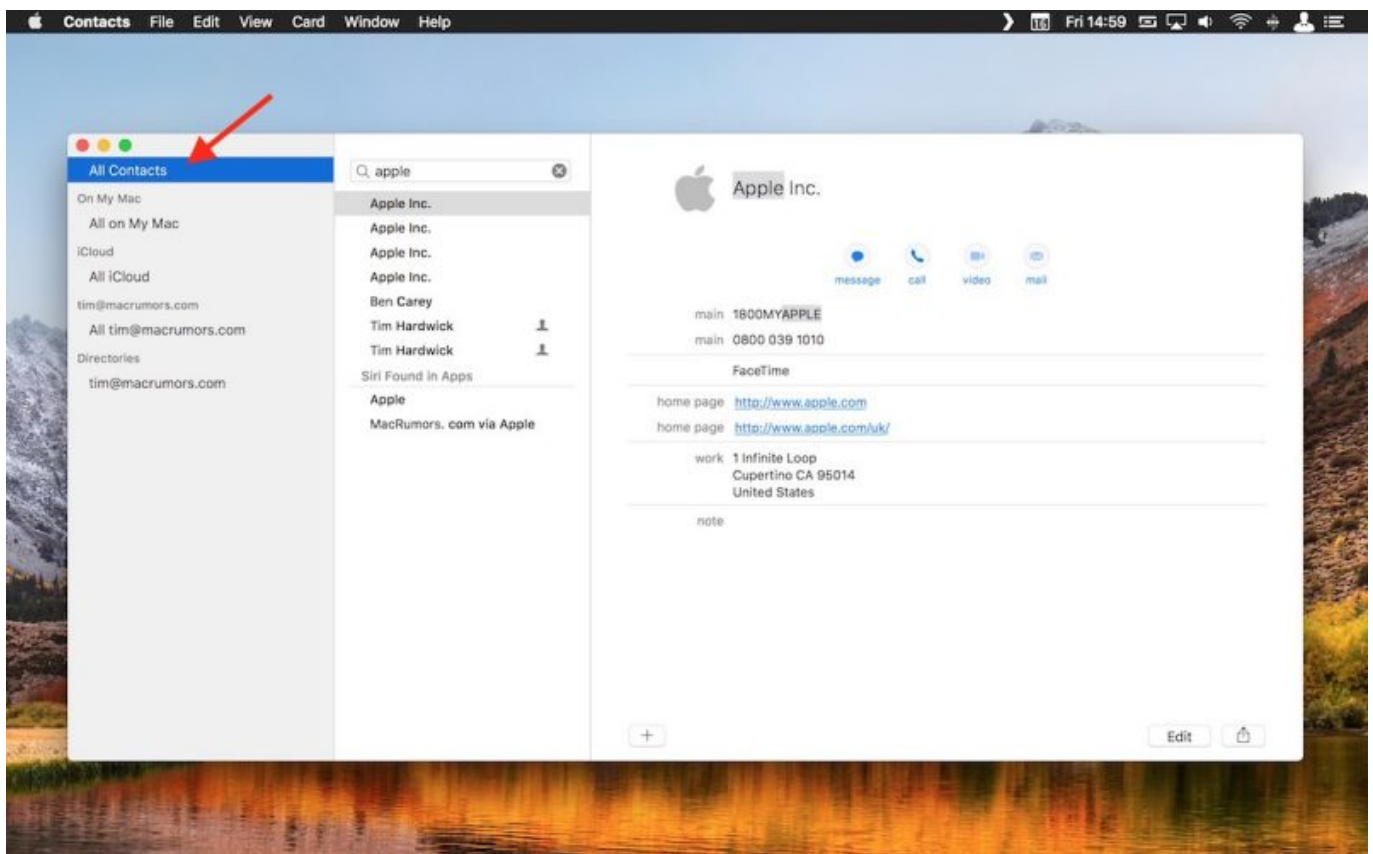 Contacts File Edit View Card Window Help
16 Fri 14:59
All Contacts
On My Mac
All on My Mac
iCloud
All iCloud
tim@macrumors.com
All tim@macrumors.com
Directories
tim@macrumors.com
apple
Apple Inc.
Apple Inc.
Apple Inc.
Apple Inc.
Ben Carey
Tim Hardwick
Tim Hardwick
Siri Found in Apps
Apple
MacRumors. com via Apple
Apple Inc.
message call video mail
main 1800MYAPPLE
main 0800 039 1010
FaceTime
home page http://www.apple.com
home page http://www.apple.com/uk/
work 1 Infinite Loop
Cupertino CA 95014
United States
note
+ Edit